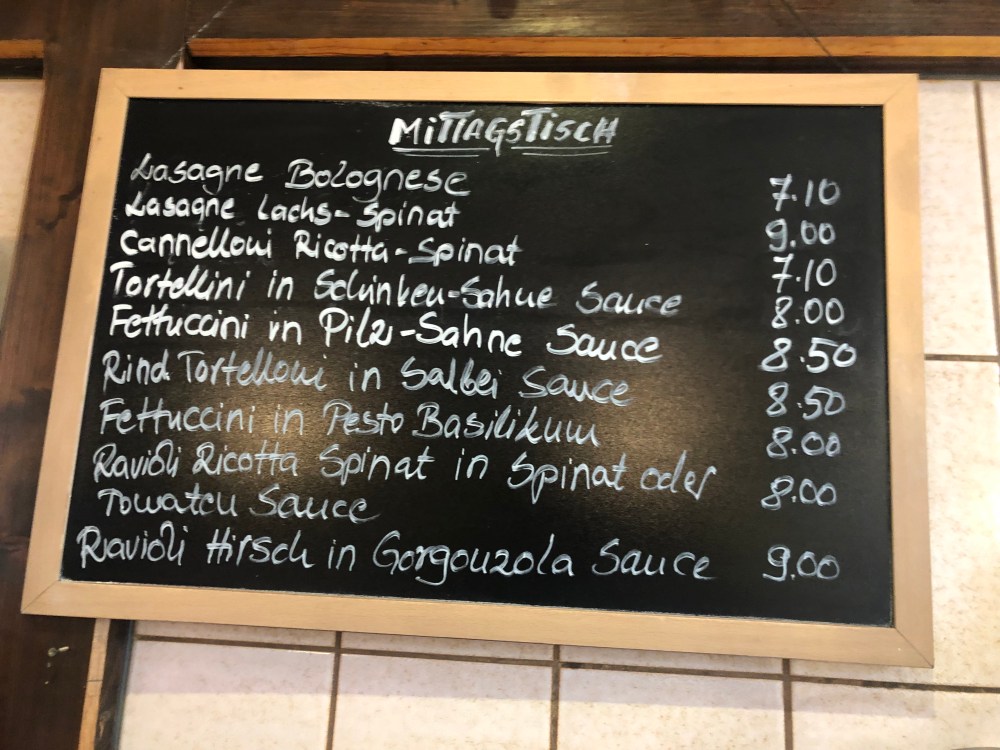 MITTAGSTISCH
Lasagne Bolognese 7.10
Lasagne Lachs-Spinat 9.00
Cannelloni Ricotta-Spinat 7.10
Tortellini in Schinken-Sahne Sauce 8.00
Fettuccini in Pilz-Sahne Sauce 8.50
Rind Tortelloni in Salbei Sauce 8.50
Fettuccini in Pesto Basilikum 8.00
Ravioli Ricotta Spinat in Spinat oder 8.00
Tomaten Sauce
Ravioli Hirsch in Gorgonzola Sauce 9.00